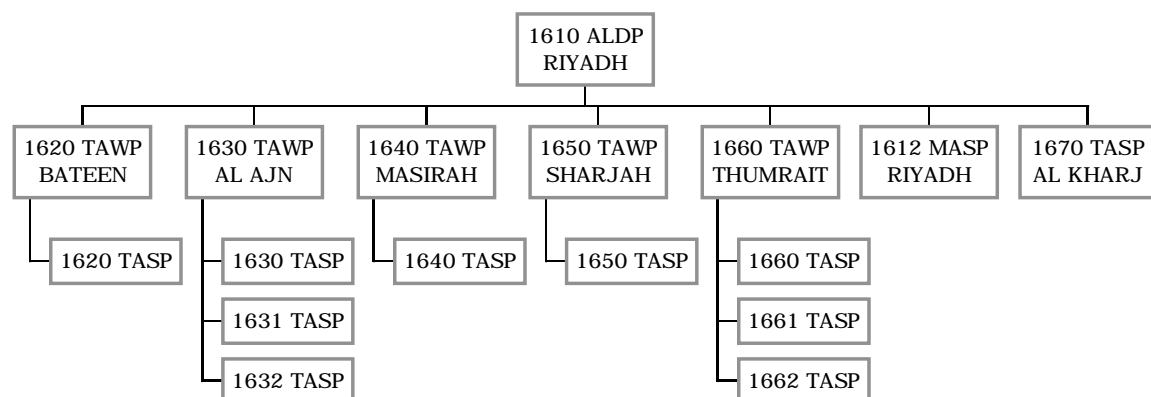 1610 ALDP
RIYADH
1620 TAWP
BATEEN
1630 TAWP
AL AJN
1640 TAWP
MASIRAH
1650 TAWP
SHARJAH
1660 TAWP
THUMRAIT
1612 MASP
RIYADH
1670 TASP
AL KHARJ
1620 TASP
1630 TASP
1640 TASP
1650 TASP
1660 TASP
1631 TASP
1661 TASP
1632 TASP
1662 TASP